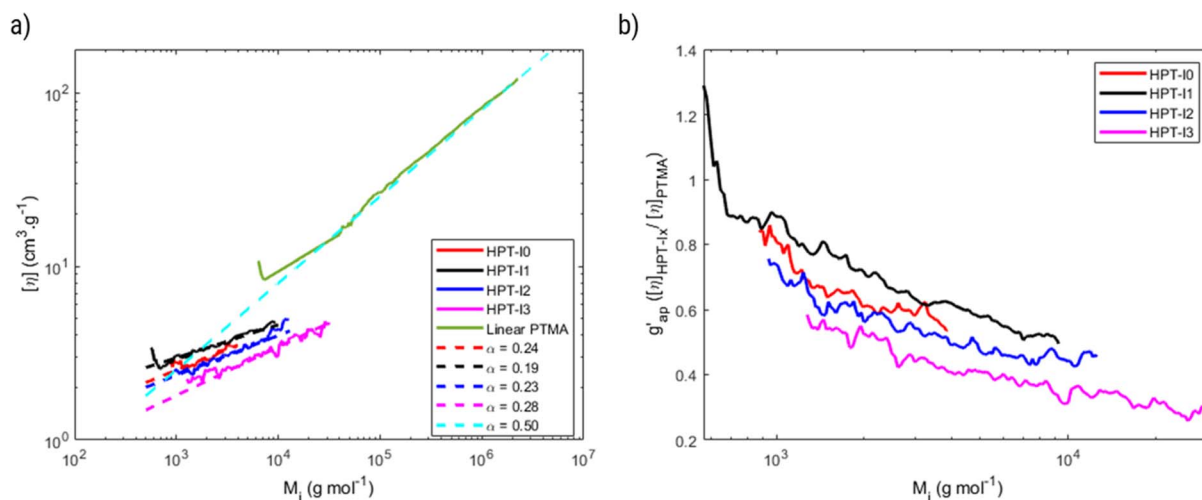 a)
[η] (cm³.g⁻¹)
10²
10¹
10⁰
10² 10³ 10⁴ 10⁵ 10⁶ 10⁷
Mᵢ (g mol⁻¹)
HPT-I0
HPT-I1
HPT-I2
HPT-I3
Linear PTMA
α = 0.24
α = 0.19
α = 0.23
α = 0.28
α = 0.50
b)
g'ap ([η]HPT-Ix/ [η]PTMA)
1.4
1.2
1
0.8
0.6
0.4
0.2
10³ 10⁴
Mᵢ (g mol⁻¹)
HPT-I0
HPT-I1
HPT-I2
HPT-I3